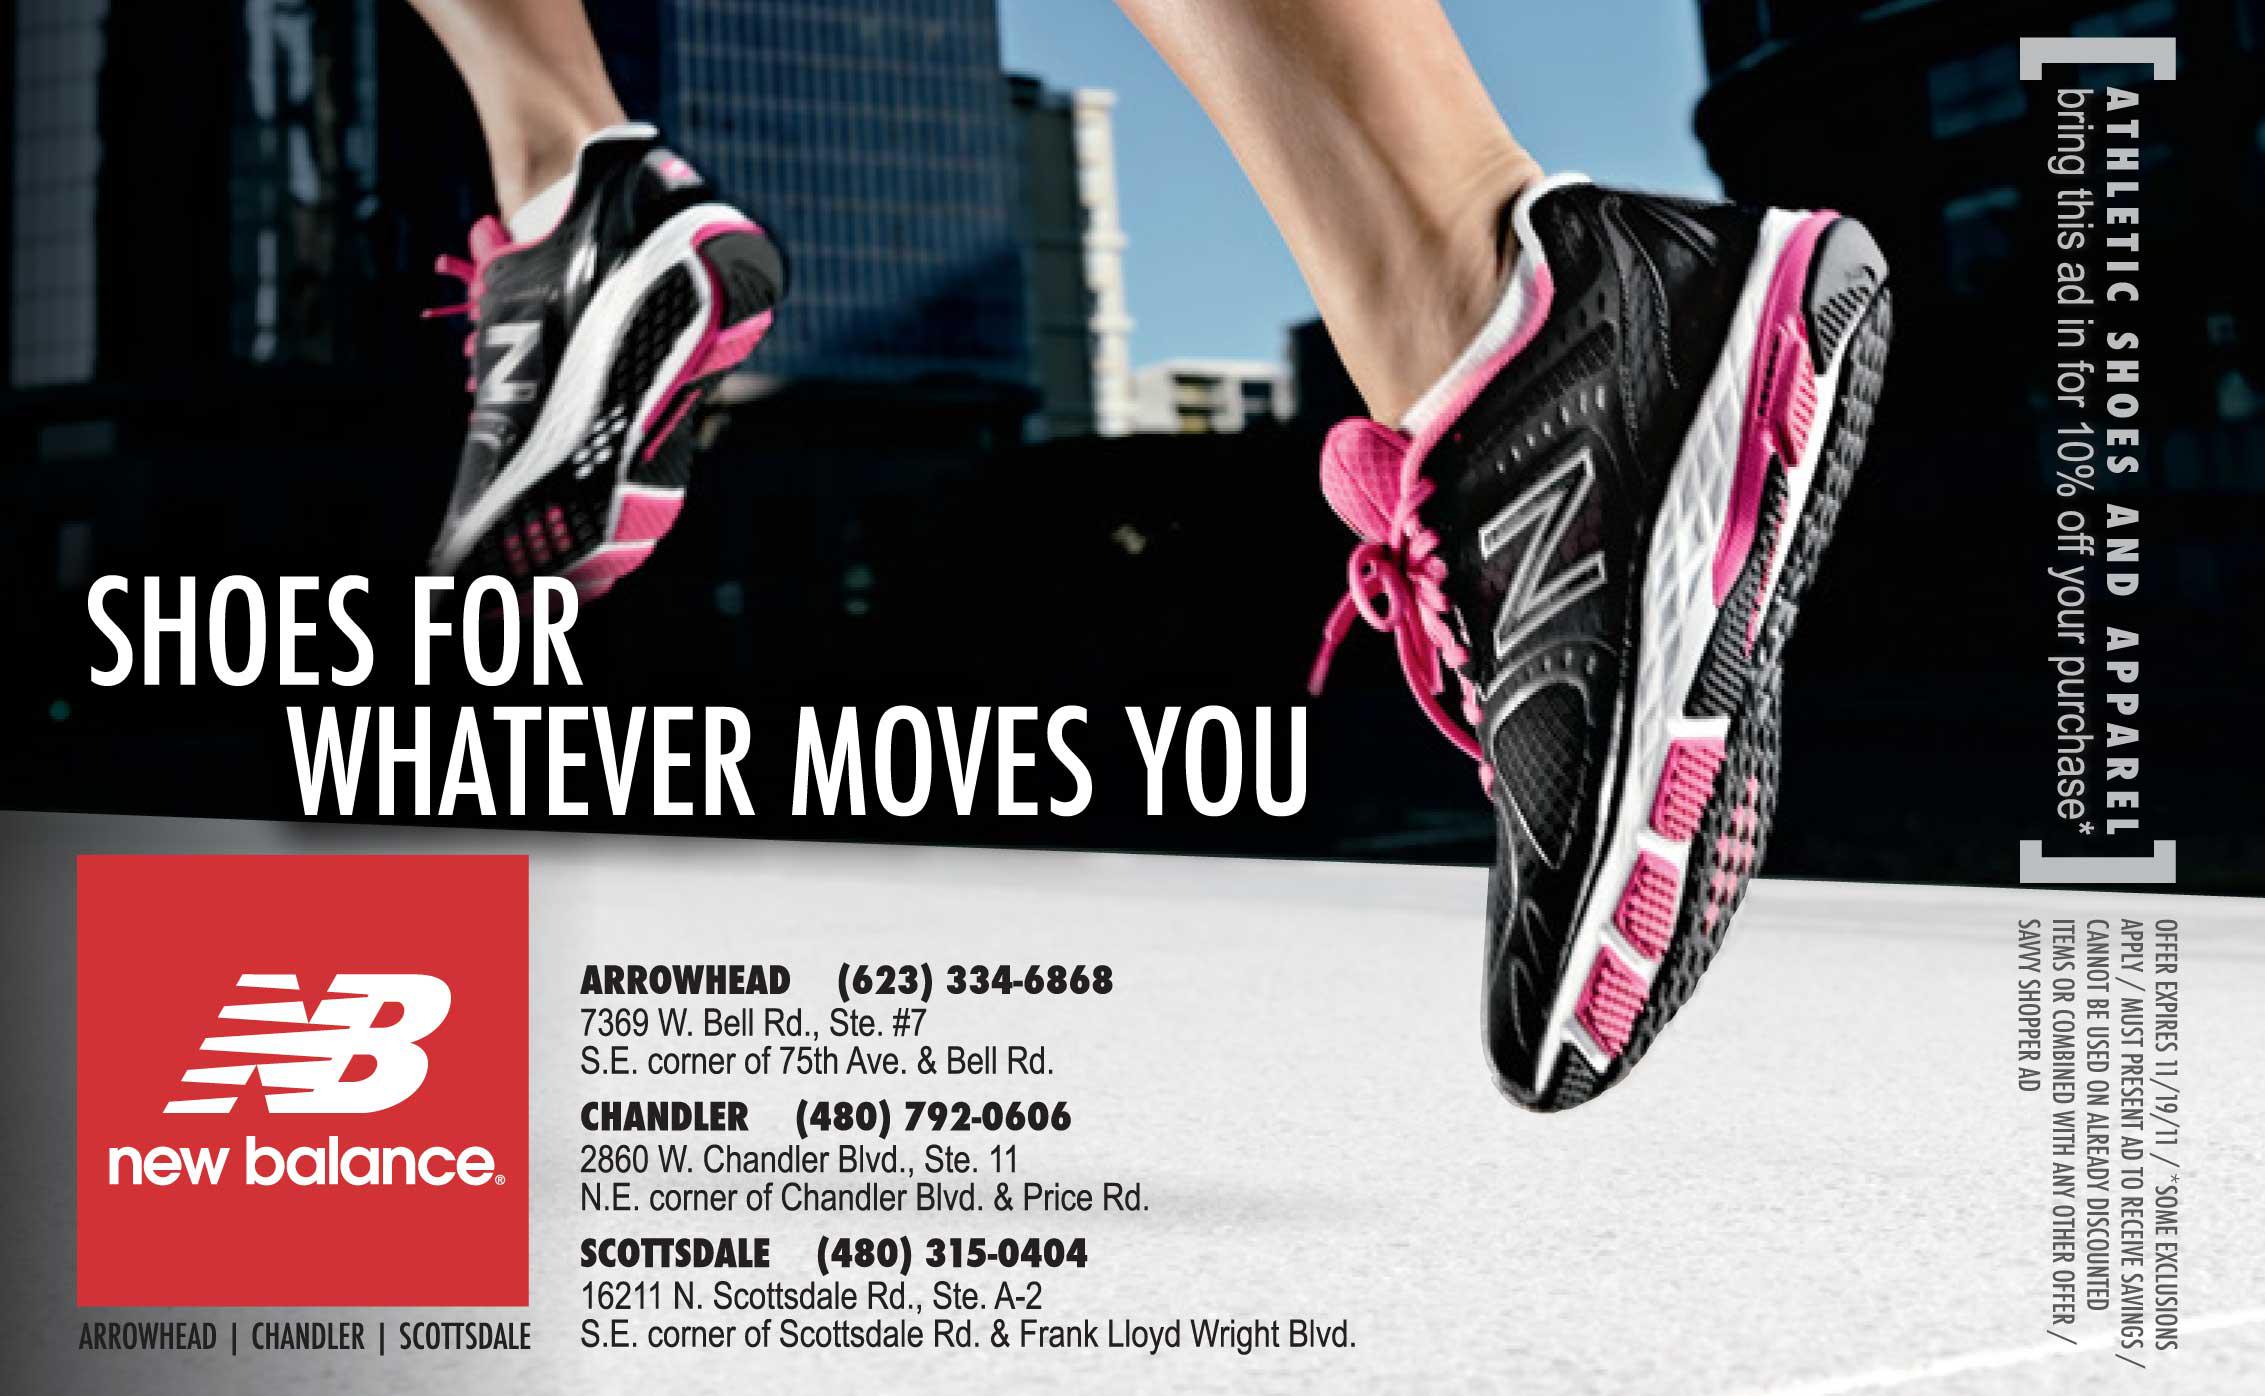 SHOES FOR
WHATEVER MOVES YOU
N
N
NB
new balance®
ARROWHEAD | CHANDLER | SCOTTSDALE
ARROWHEAD (623) 334-6868
7369 W. Bell Rd., Ste. #7
S.E. corner of 75th Ave. & Bell Rd.
CHANDLER (480) 792-0606
2860 W. Chandler Blvd., Ste. 11
N.E. corner of Chandler Blvd. & Price Rd.
SCOTTSDALE (480) 315-0404
16211 N. Scottsdale Rd., Ste. A-2
S.E. corner of Scottsdale Rd. & Frank Lloyd Wright Blvd.
[ATHLETIC SHOES AND APPAREL
bring this ad in for 10% off your purchase*]
OFFER EXPIRES 11/19/11 / *SOME EXCLUSIONS
APPLY / MUST PRESENT AD TO RECEIVE SAVINGS /
CANNOT BE USED ON ALREADY DISCOUNTED
ITEMS OR COMBINED WITH ANY OTHER OFFER /
SAVY SHOPPER AD